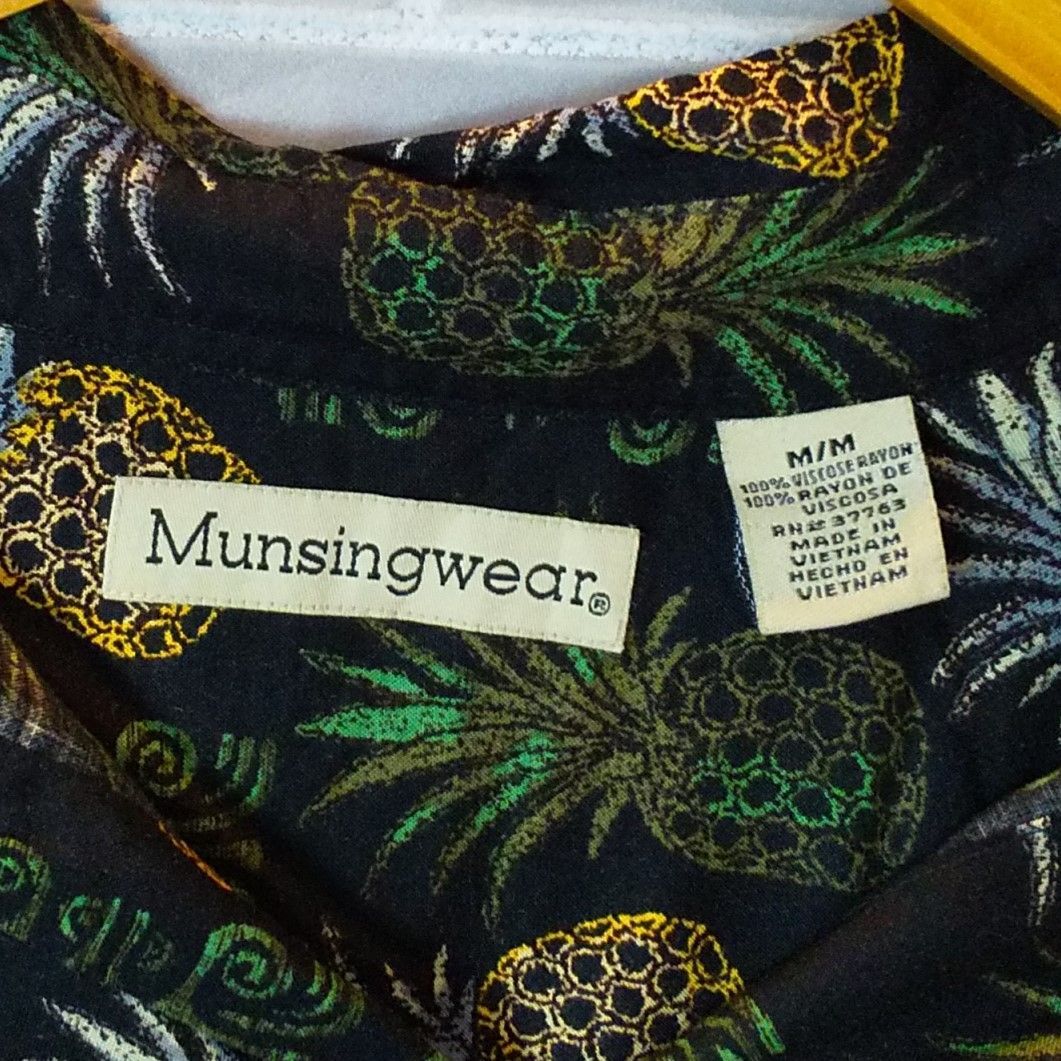 Munsingwear®
M/M
100% VISCOSE RAYON
100% RAYON DE
VISCOSA
RN# 37763
MADE IN
VIETNAM
HECHO EN
VIETNAM